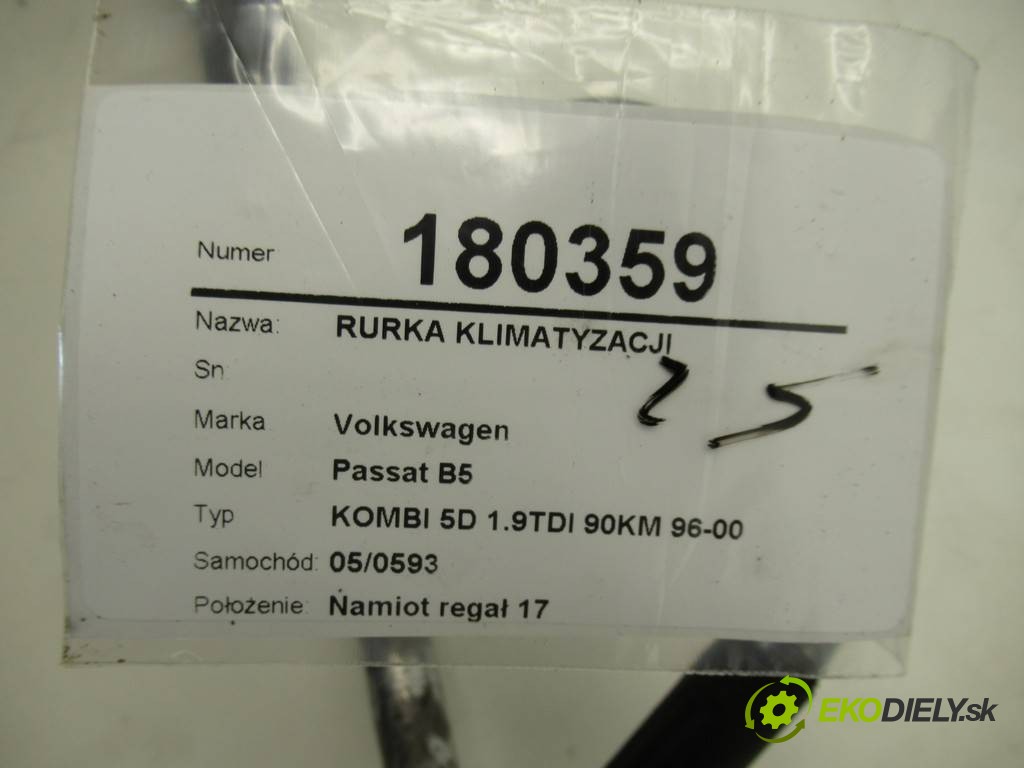 Numer 180359
Nazwa: RURKA KLIMATYZACJI
Sn
25
Marka Volkswagen
Model Passat B5
Typ KOMBI 5D 1.9TDI 90KM 96-00
Samochód: 05/0593
Położenie: Namiot regał 17
EKODIELY.sk